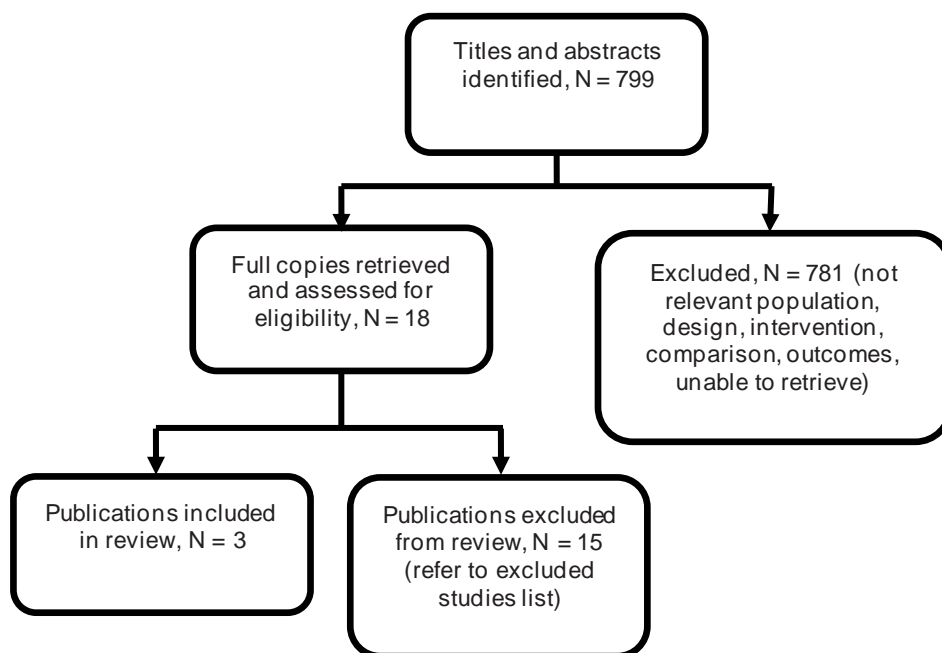 Titles and abstracts
identified, N = 799
Full copies retrieved
and assessed for
eligibility, N = 18
Excluded, N = 781 (not
relevant population,
design, intervention,
comparison, outcomes,
unable to retrieve)
Publications included
in review, N = 3
Publications excluded
from review, N = 15
(refer to excluded
studies list)